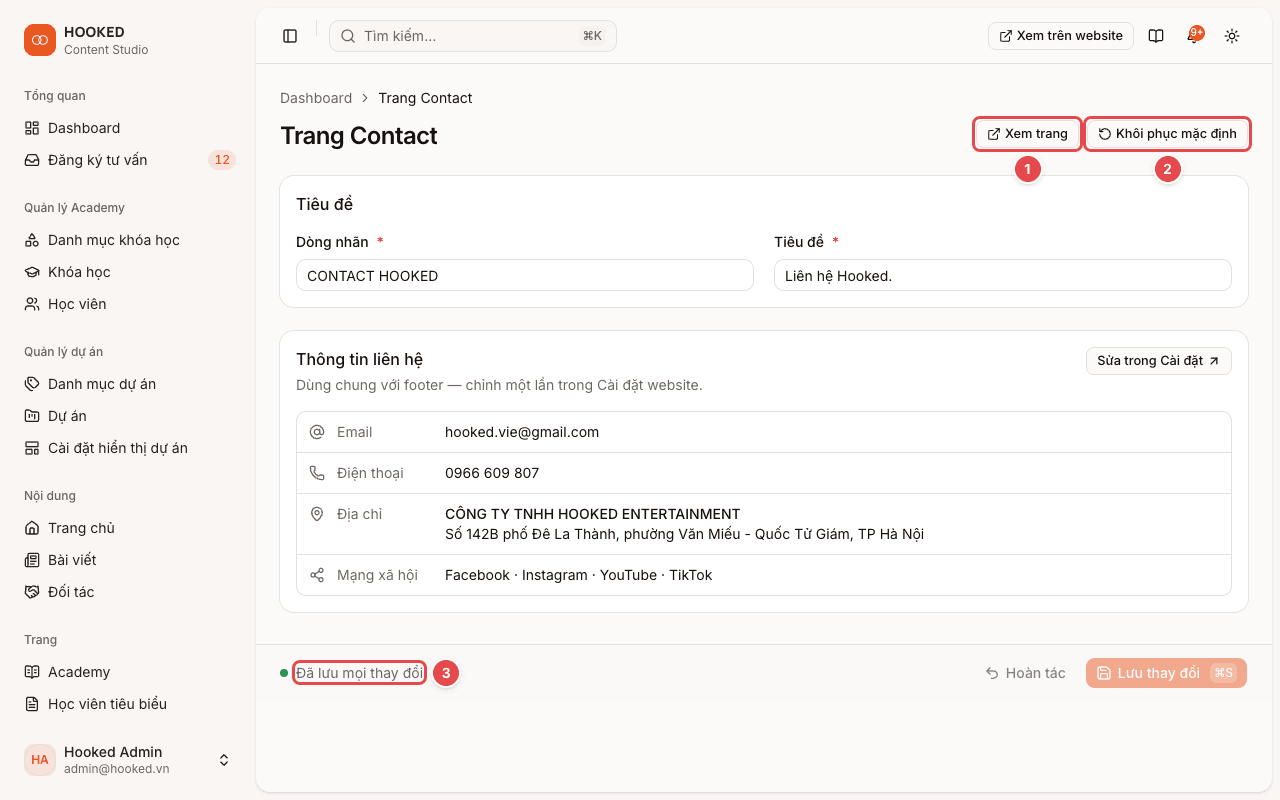 HOOKED
Content Studio
Tìm kiếm...
⌘K
Xem trên website
9+
Tổng quan
Dashboard
Đăng ký tư vấn
12
Quản lý Academy
Danh mục khóa học
Khóa học
Học viên
Quản lý dự án
Danh mục dự án
Dự án
Cài đặt hiển thị dự án
Nội dung
Trang chủ
Bài viết
Đối tác
Trang
Academy
Học viên tiêu biểu
HA
Hooked Admin
admin@hooked.vn
Dashboard > Trang Contact
Trang Contact
Xem trang
Khôi phục mặc định
1
2
Tiêu đề
Dòng nhãn *
Tiêu đề *
CONTACT HOOKED
Liên hệ Hooked.
Thông tin liên hệ
Sửa trong Cài đặt
Dùng chung với footer — chỉnh một lần trong Cài đặt website.
Email
hooked.vie@gmail.com
Điện thoại
0966 609 807
Địa chỉ
CÔNG TY TNHH HOOKED ENTERTAINMENT
Số 142B phố Đê La Thành, phường Văn Miếu - Quốc Tử Giám, TP Hà Nội
Mạng xã hội
Facebook · Instagram · YouTube · TikTok
Đã lưu mọi thay đổi
3
Hoàn tác
Lưu thay đổi
⌘S